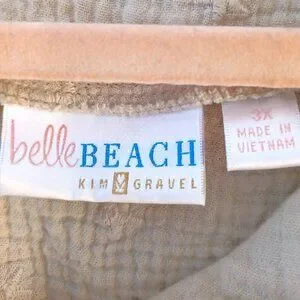 belleBEACH
KIM GRAVEL
3X
MADE IN
VIETNAM